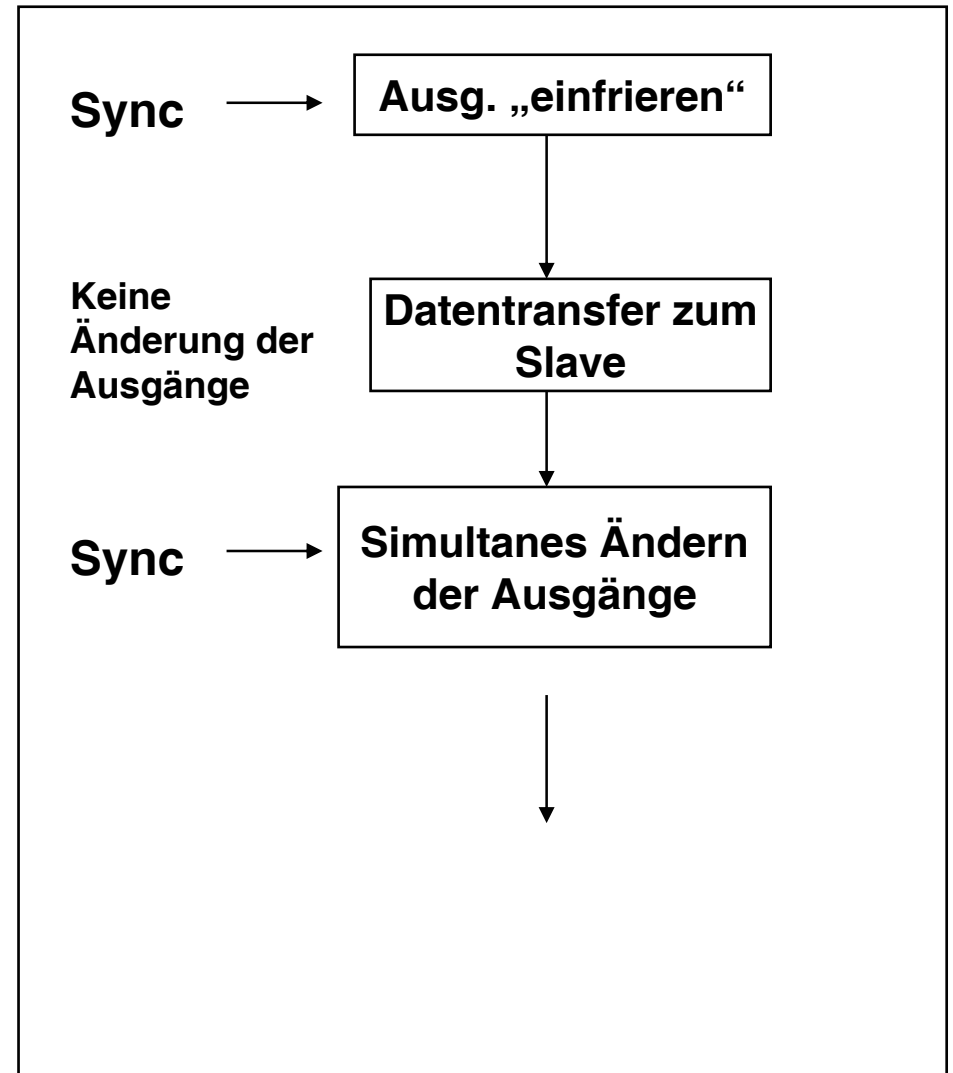 Sync
Ausg. „einfrieren“
Keine
Änderung der
Ausgänge
Datentransfer zum
Slave
Sync
Simultanes Ändern
der Ausgänge